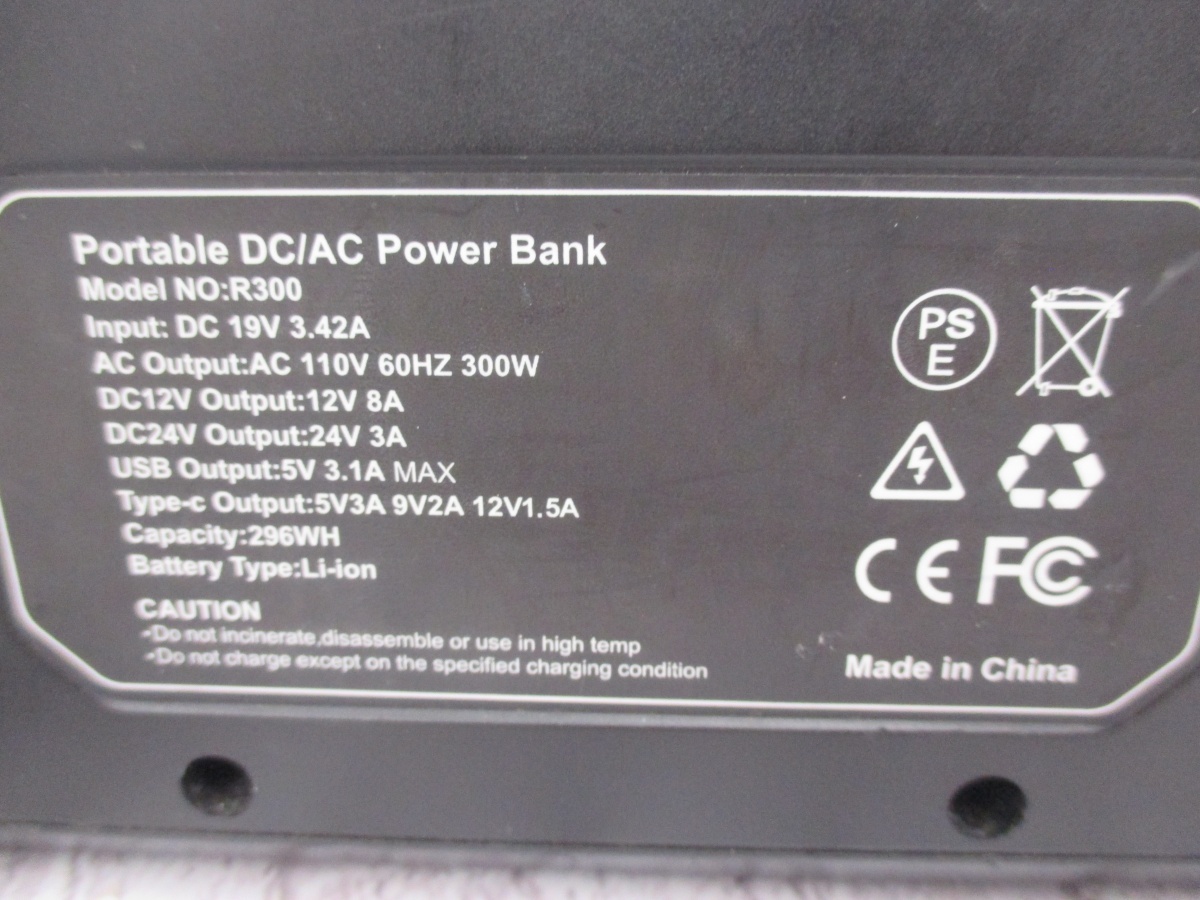 Portable DC/AC Power Bank
Model NO:R300
Input: DC 19V 3.42A
AC Output:AC 110V 60HZ 300W
DC12V Output:12V 8A
DC24V Output:24V 3A
USB Output:5V 3.1A MAX
Type-c Output:5V3A 9V2A 12V1.5A
Capacity:296WH
Battery Type:Li-ion
CAUTION
-Do not incinerate,disassemble or use in high temp
-Do not charge except on the specified charging condition
PS
E
CE FC
Made in China